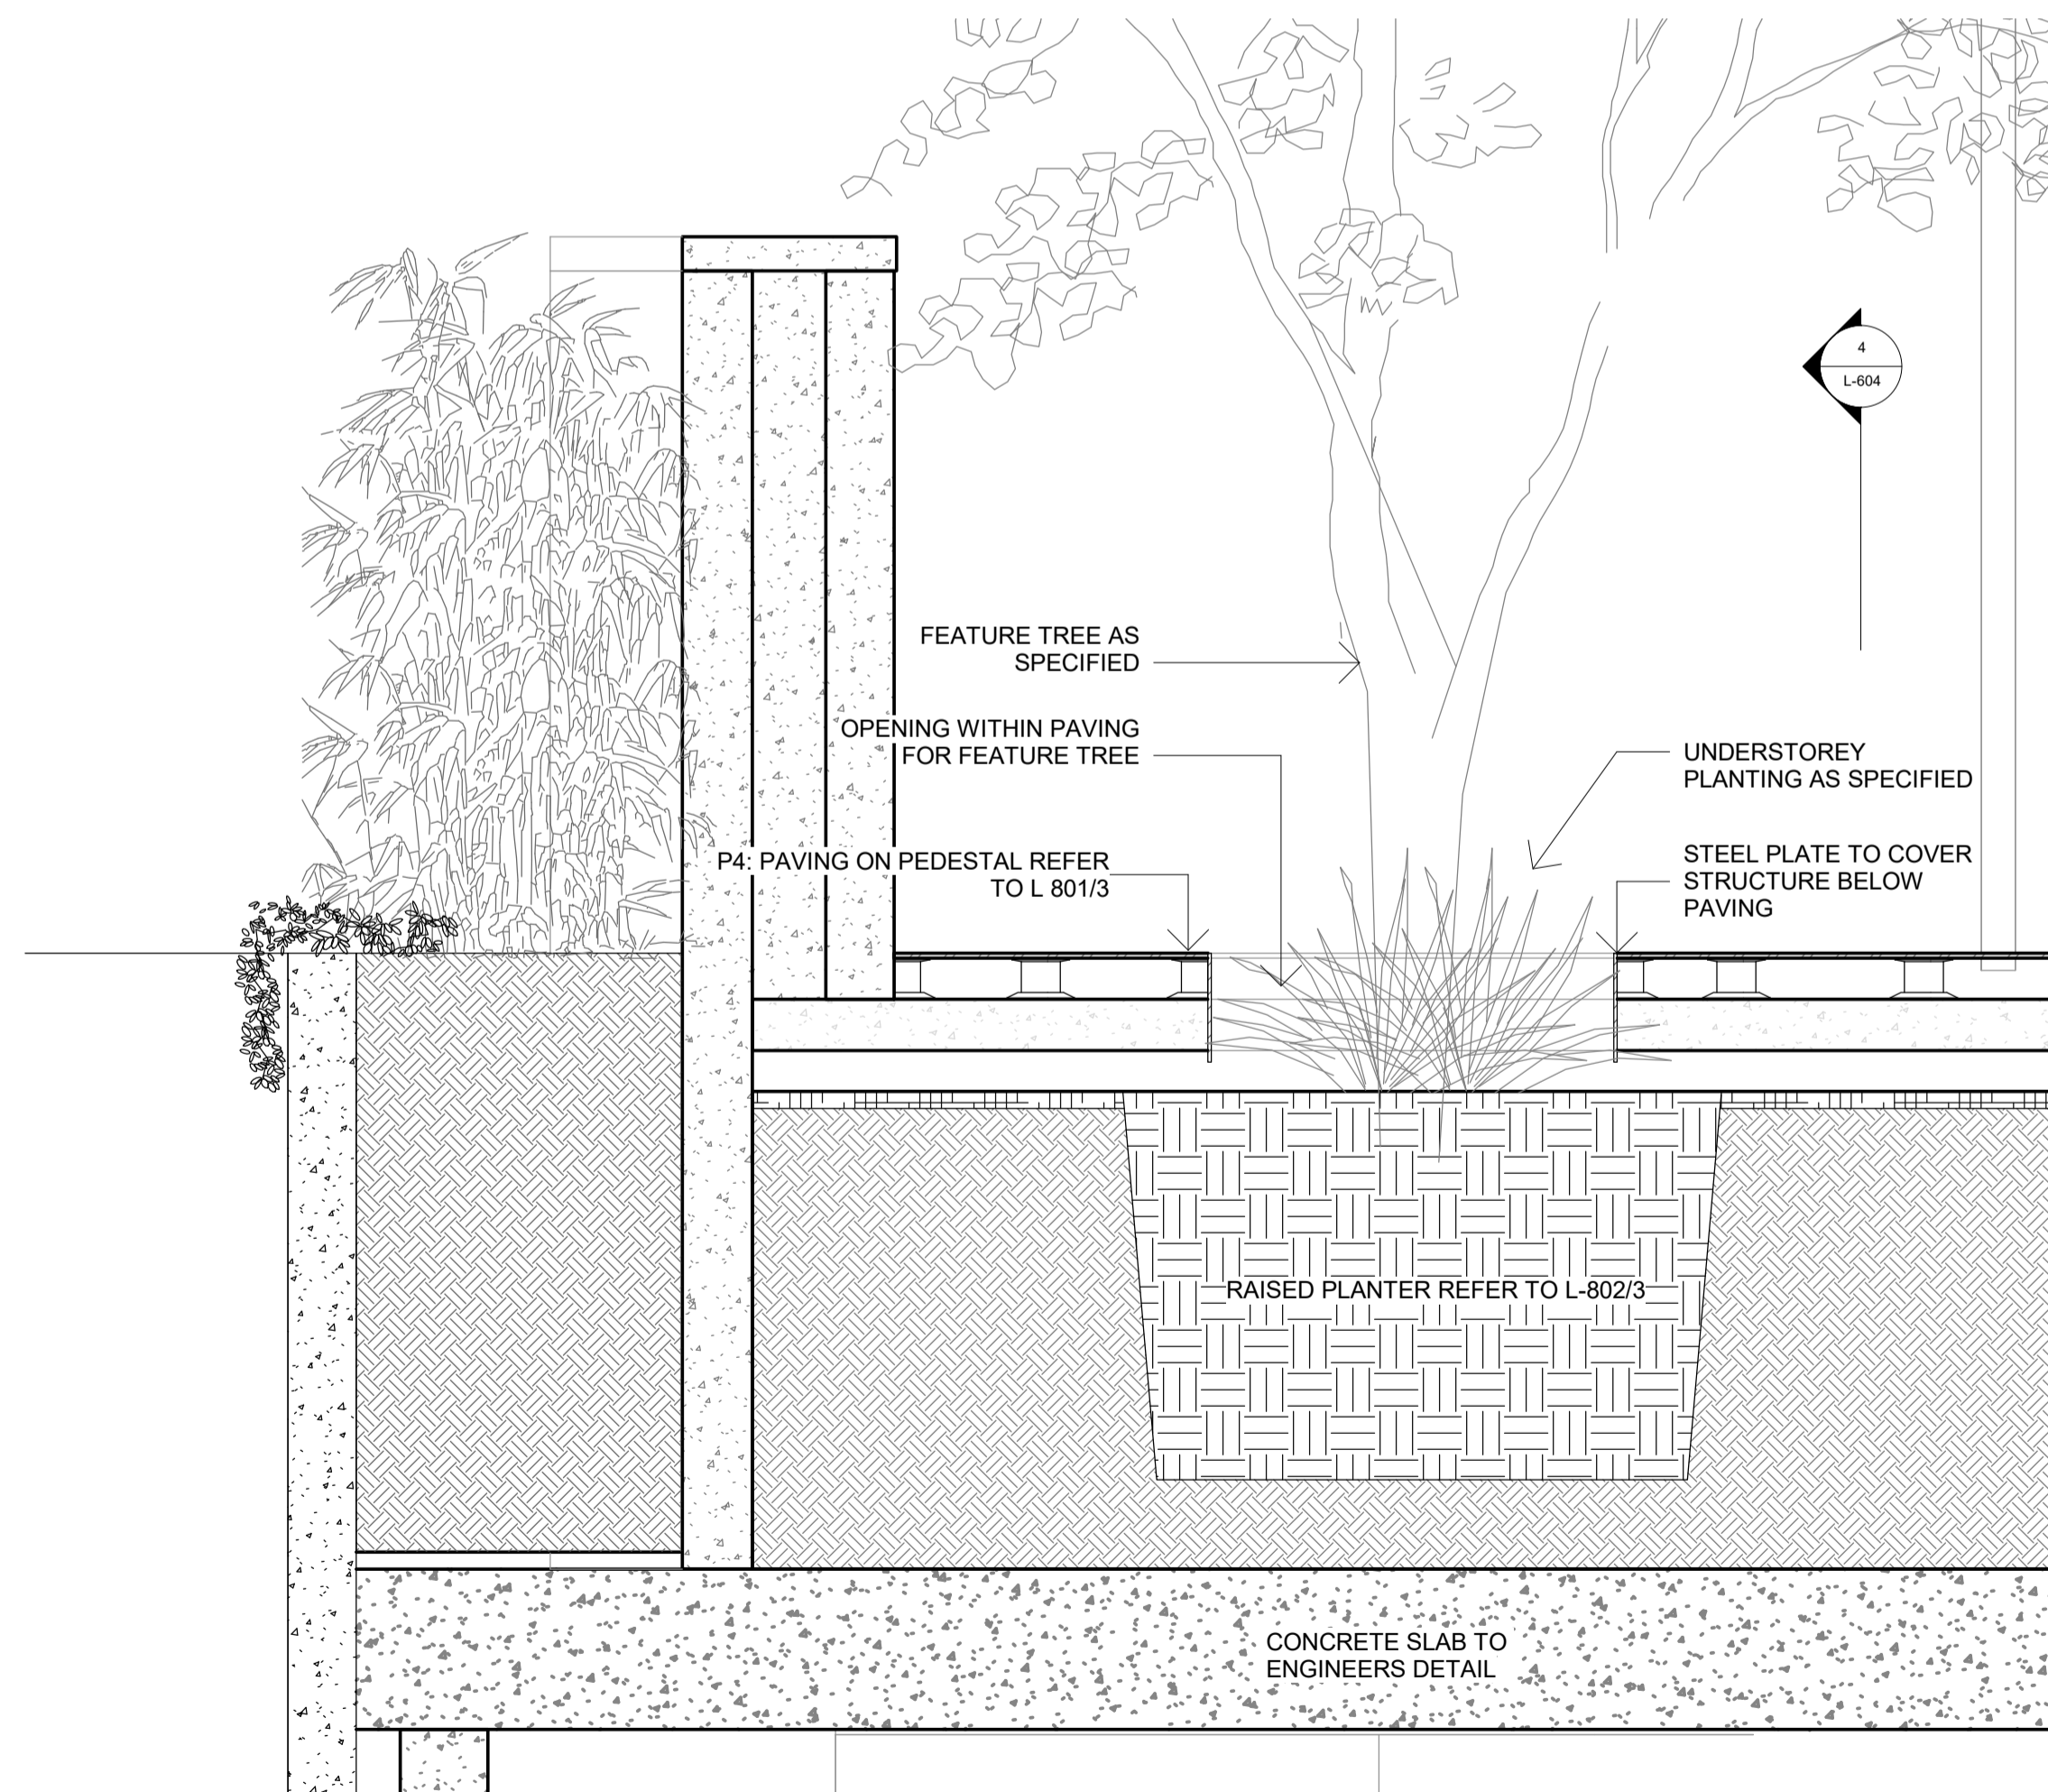 4
L-604
FEATURE TREE AS
SPECIFIED
OPENING WITHIN PAVING
FOR FEATURE TREE
UNDERSTOREY
PLANTING AS SPECIFIED
P4: PAVING ON PEDESTAL REFER
TO L 801/3
STEEL PLATE TO COVER
STRUCTURE BELOW
PAVING
RAISED PLANTER REFER TO L-802/3
CONCRETE SLAB TO
ENGINEERS DETAIL